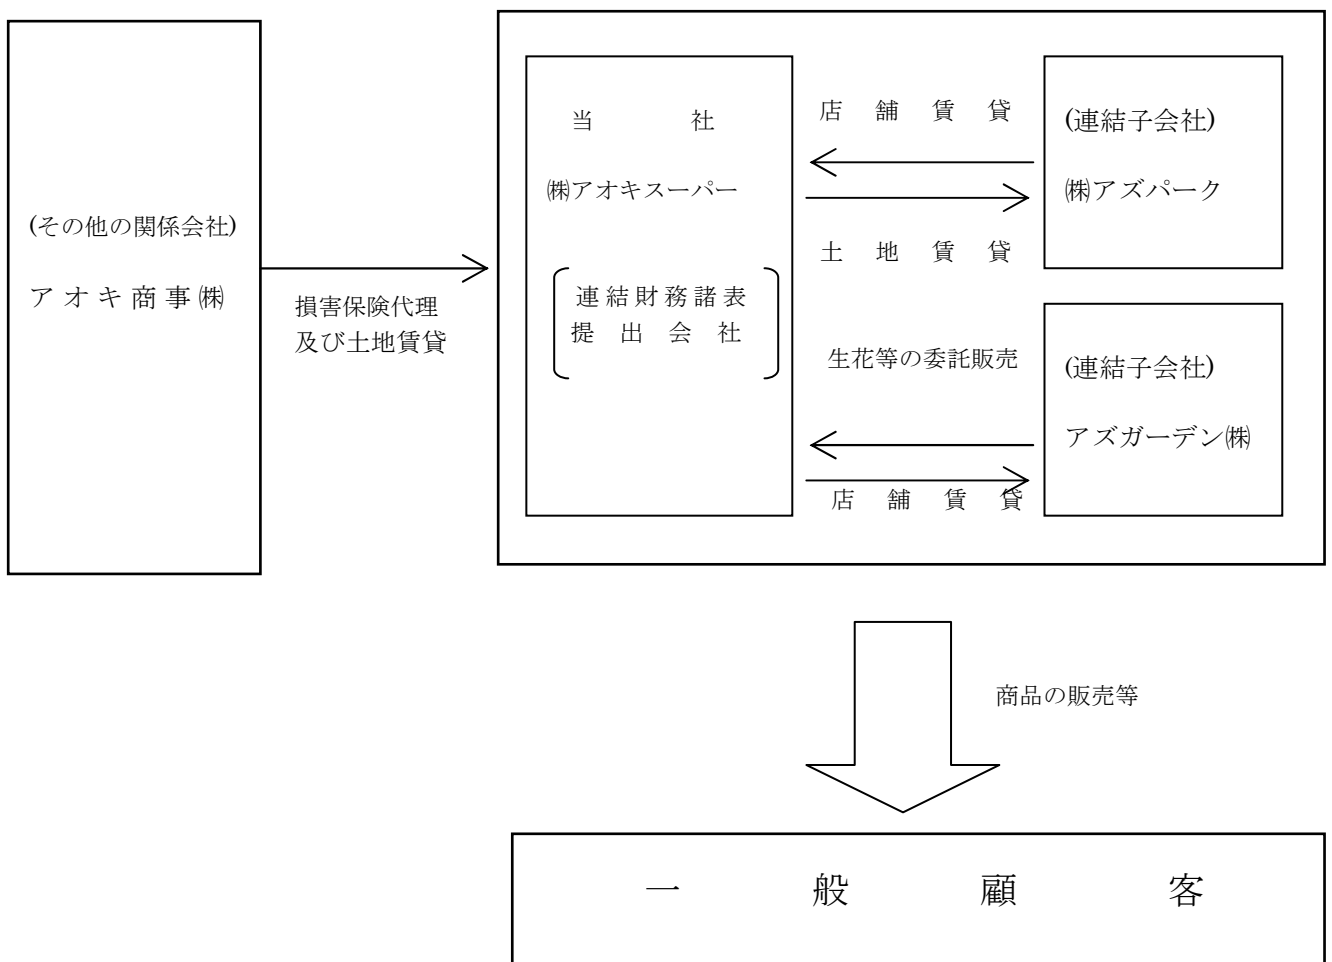 (その他の関係会社)
アオキ商事㈱
損害保険代理
及び土地賃貸
当社
㈱アオキスーパー
連結財務諸表
提出会社
店舗賃貸
土地賃貸
(連結子会社)
㈱アズパーク
生花等の委託販売
店舗賃貸
(連結子会社)
アズガーデン㈱
商品の販売等
一般顧客